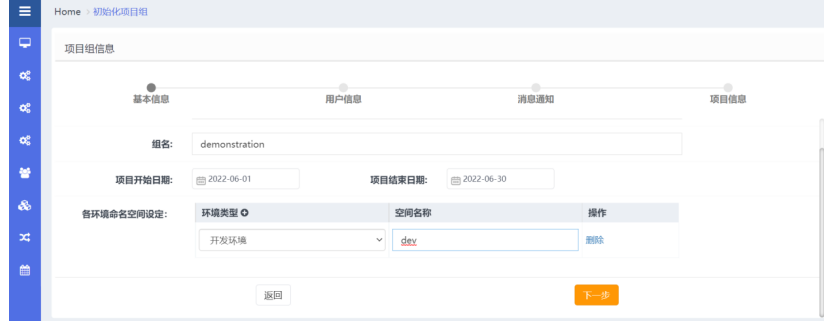 Home > 初始化项目组
项目组信息
基本信息 用户信息 消息通知 项目信息
组名: demonstration
项目开始日期: 2022-06-01 项目结束日期: 2022-06-30
各环境命名空间设定: 环境类型 空间名称 操作
开发环境 dev 删除
返回 下一步